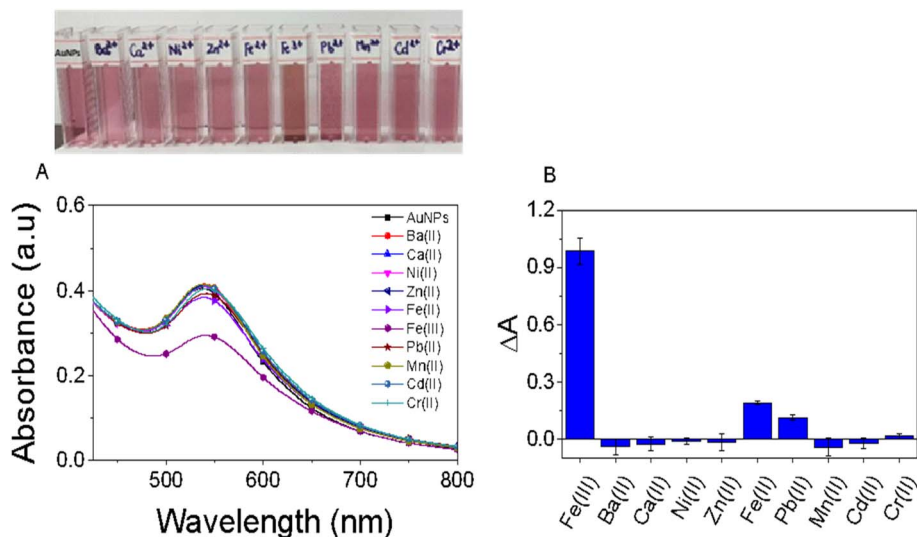 AuNPs Ba²⁺ Ca²⁺ Ni²⁺ Zn²⁺ Fe²⁺ Fe³⁺ Pb²⁺ Mn²⁺ Cd²⁺ Cr²⁺
A
Absorbance (a.u)
0.6
0.4
0.2
0.0
AuNPs
Ba(II)
Ca(II)
Ni(II)
Zn(II)
Fe(II)
Fe(III)
Pb(II)
Mn(II)
Cd(II)
Cr(II)
500 600 700 800
Wavelength (nm)
B
ΔA
1.2
0.9
0.6
0.3
0.0
Fe(III) Ba(II) Ca(II) Ni(II) Zn(II) Fe(II) Pb(II) Mn(II) Cd(II) Cr(II)